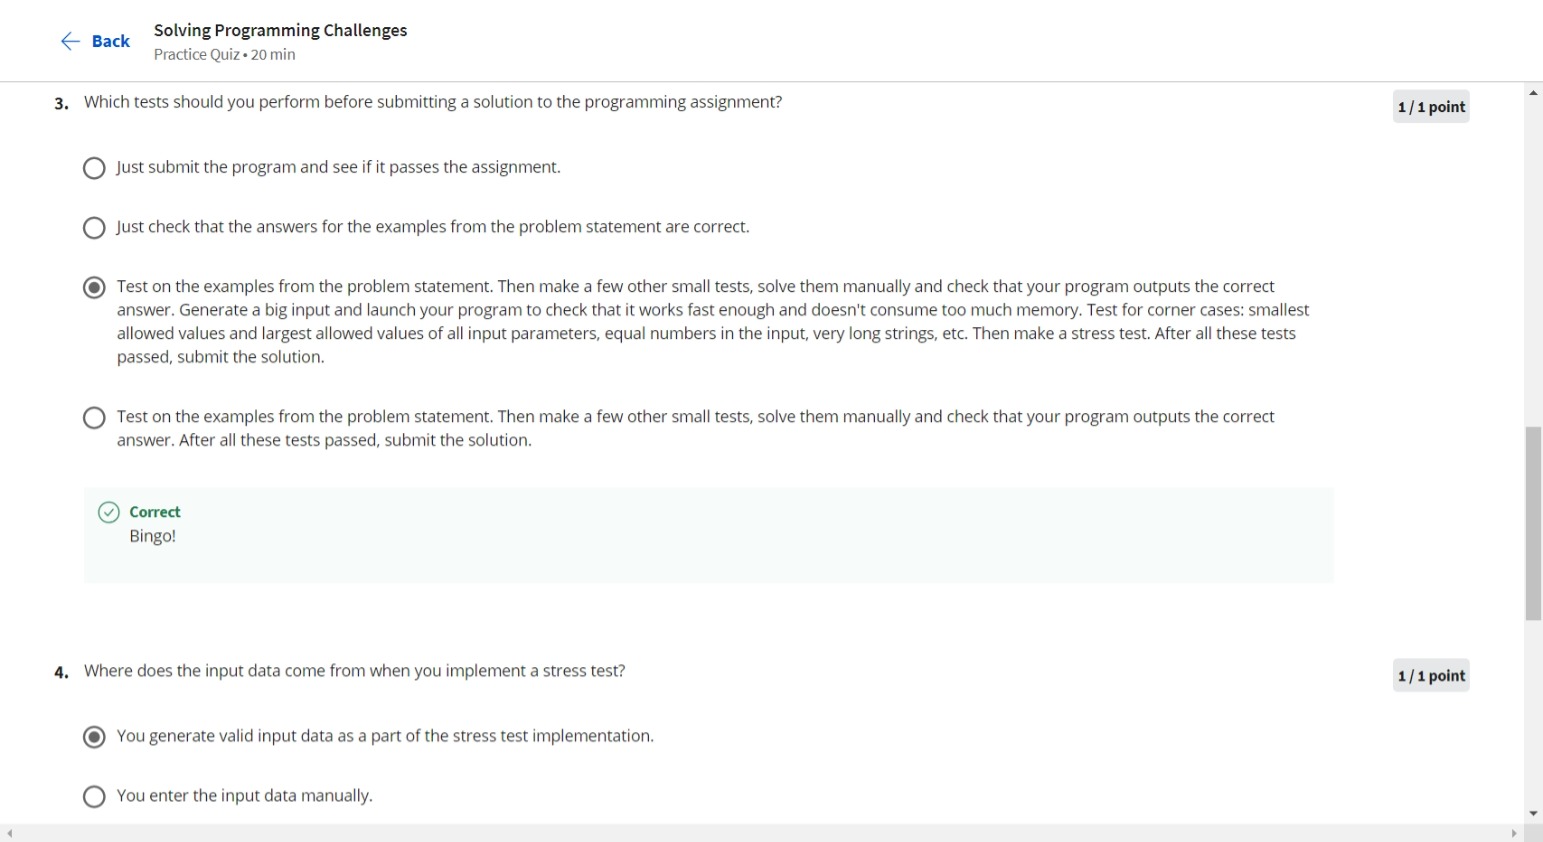 Back
Solving Programming Challenges
Practice Quiz • 20 min
3. Which tests should you perform before submitting a solution to the programming assignment?
1 / 1 point
Just submit the program and see if it passes the assignment.
Just check that the answers for the examples from the problem statement are correct.
Test on the examples from the problem statement. Then make a few other small tests, solve them manually and check that your program outputs the correct
answer. Generate a big input and launch your program to check that it works fast enough and doesn't consume too much memory. Test for corner cases: smallest
allowed values and largest allowed values of all input parameters, equal numbers in the input, very long strings, etc. Then make a stress test. After all these tests
passed, submit the solution.
Test on the examples from the problem statement. Then make a few other small tests, solve them manually and check that your program outputs the correct
answer. After all these tests passed, submit the solution.
Correct
Bingo!
4. Where does the input data come from when you implement a stress test?
1 / 1 point
You generate valid input data as a part of the stress test implementation.
You enter the input data manually.